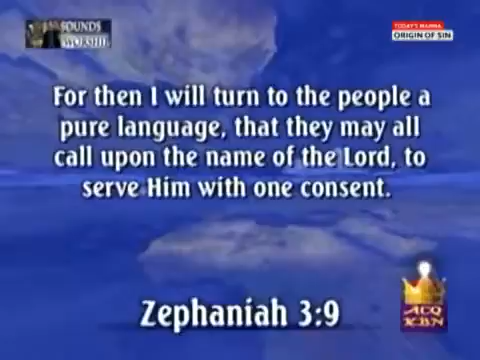 SOUNDS
WORSHIP
TODAY'S MANNA
ORIGIN OF SIN
For then I will turn to the people a
pure language, that they may all
call upon the name of the Lord, to
serve Him with one consent.
Zephaniah 3:9
ACQ
KBN